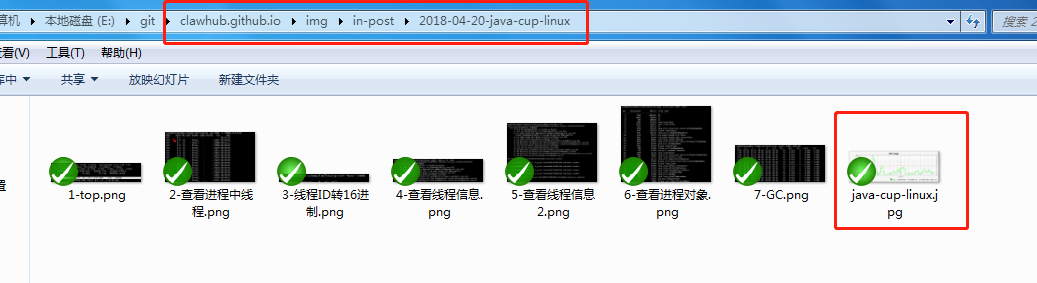 算机 ▸ 本地磁盘 (E:) ▸ git ▸ clawhub.github.io ▸ img ▸ in-post ▸ 2018-04-20-java-cup-linux
搜索 2
查看(V) 工具(T) 帮助(H)
库中 共享 放映幻灯片 新建文件夹
1-top.png
2-查看进程中线
程.png
3-线程ID转16进
制.png
4-查看线程信息.
png
5-查看线程信息
2.png
6-查看进程对象.
png
7-GC.png
java-cup-linux.j
pg
置